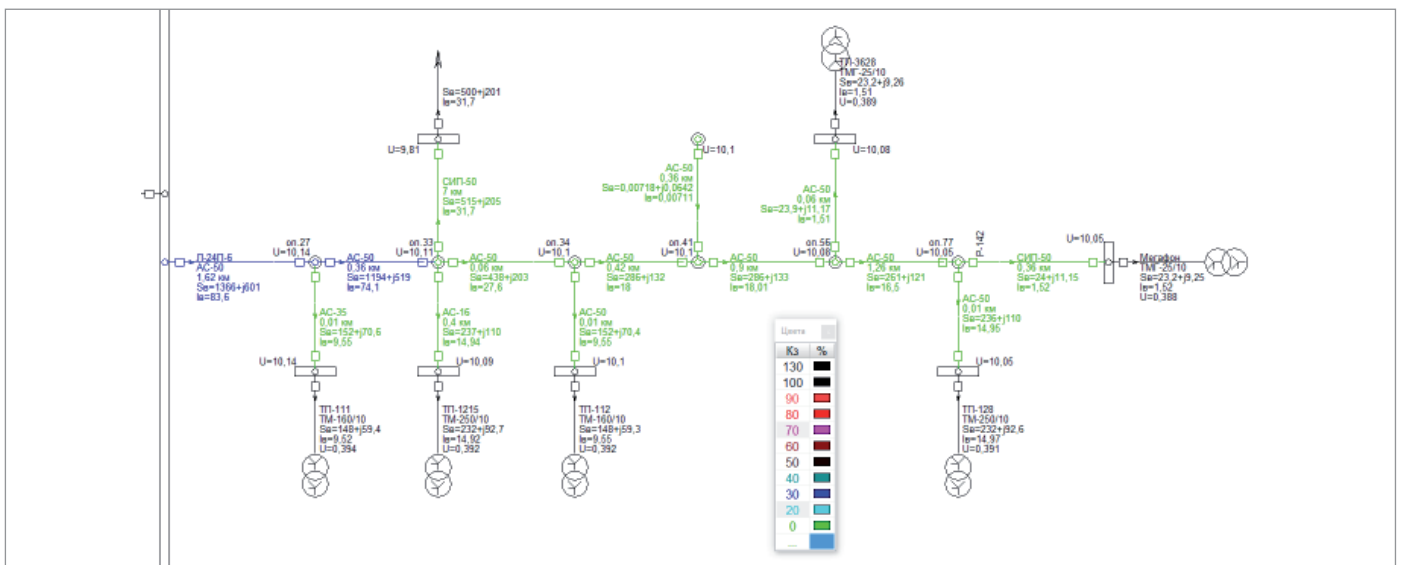 Sв=500+j201
Iв=31,7
U=9,81
СИП-50
7 км
Sв=515+j205
Iв=31,7
U=10,1
АС-50
0,36 км
Sв=0,00718+j0,0642
Iв=0,00711
ТП-3628
ТМГ-25/10
Sв=23,2+j9,26
Iв=1,51
U=0,389
U=10,08
АС-50
0,06 км
Sв=23,9+j11,17
Iв=1,51
П-24П-6
АС-50
1,62 км
Sв=1366+j601
Iв=83,6
оп.27
U=10,14
АС-50
0,36 км
Sв=1194+j519
Iв=74,1
оп.33
U=10,11
АС-50
0,06 км
Sв=438+j203
Iв=27,6
оп.34
U=10,1
АС-50
0,42 км
Sв=286+j132
Iв=18
оп.41
U=10,1
АС-50
0,9 км
Sв=286+j133
Iв=18,01
оп.56
U=10,08
АС-50
1,26 км
Sв=261+j121
Iв=16,5
оп.77
U=10,05
Р-142
СИП-50
0,36 км
Sв=24+j11,15
Iв=1,52
U=10,05
Мегафон
ТМГ-25/10
Sв=23,2+j9,25
Iв=1,52
U=0,388
АС-35
0,01 км
Sв=152+j70,6
Iв=9,55
U=10,14
ТП-111
ТМ-160/10
Sв=148+j59,4
Iв=9,52
U=0,394
АС-16
0,4 км
Sв=237+j110
Iв=14,94
U=10,09
ТП-1215
ТМ-250/10
Sв=232+j92,7
Iв=14,92
U=0,392
АС-50
0,01 км
Sв=152+j70,4
Iв=9,55
U=10,1
ТП-112
ТМ-160/10
Sв=148+j59,3
Iв=9,55
U=0,392
АС-50
0,01 км
Sв=236+j110
Iв=14,95
U=10,05
ТП-128
ТМ-250/10
Sв=232+j92,6
Iв=14,97
U=0,391
Цвета
Кз %
130
100
90
80
70
60
50
40
30
20
0
...